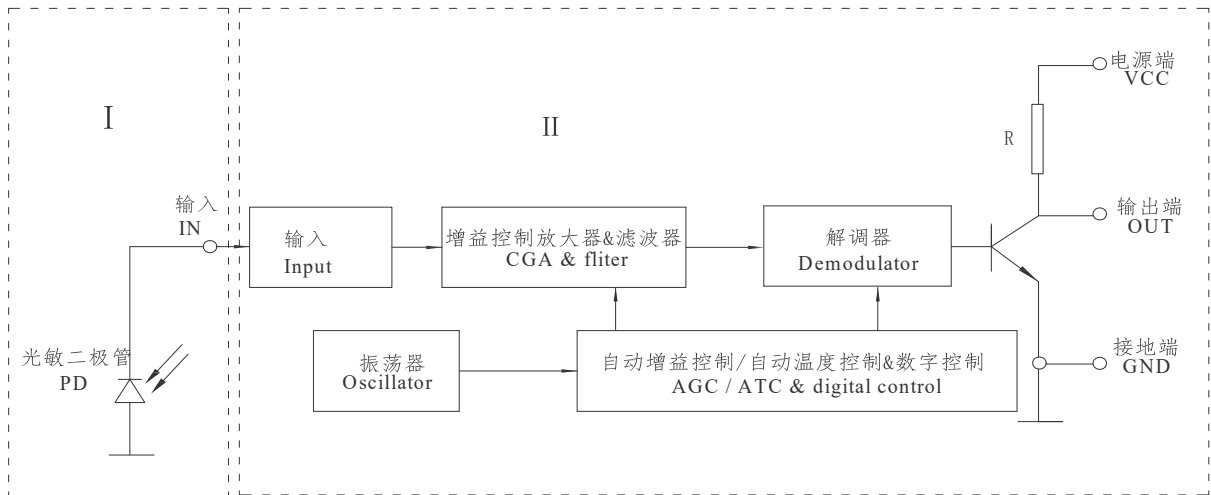 I
II
电源端
VCC
R
输入
IN
输出端
OUT
输入
Input
增益控制放大器&滤波器
CGA & fliter
解调器
Demodulator
光敏二极管
PD
振荡器
Oscillator
自动增益控制/自动温度控制&数字控制
AGC / ATC & digital control
接地端
GND